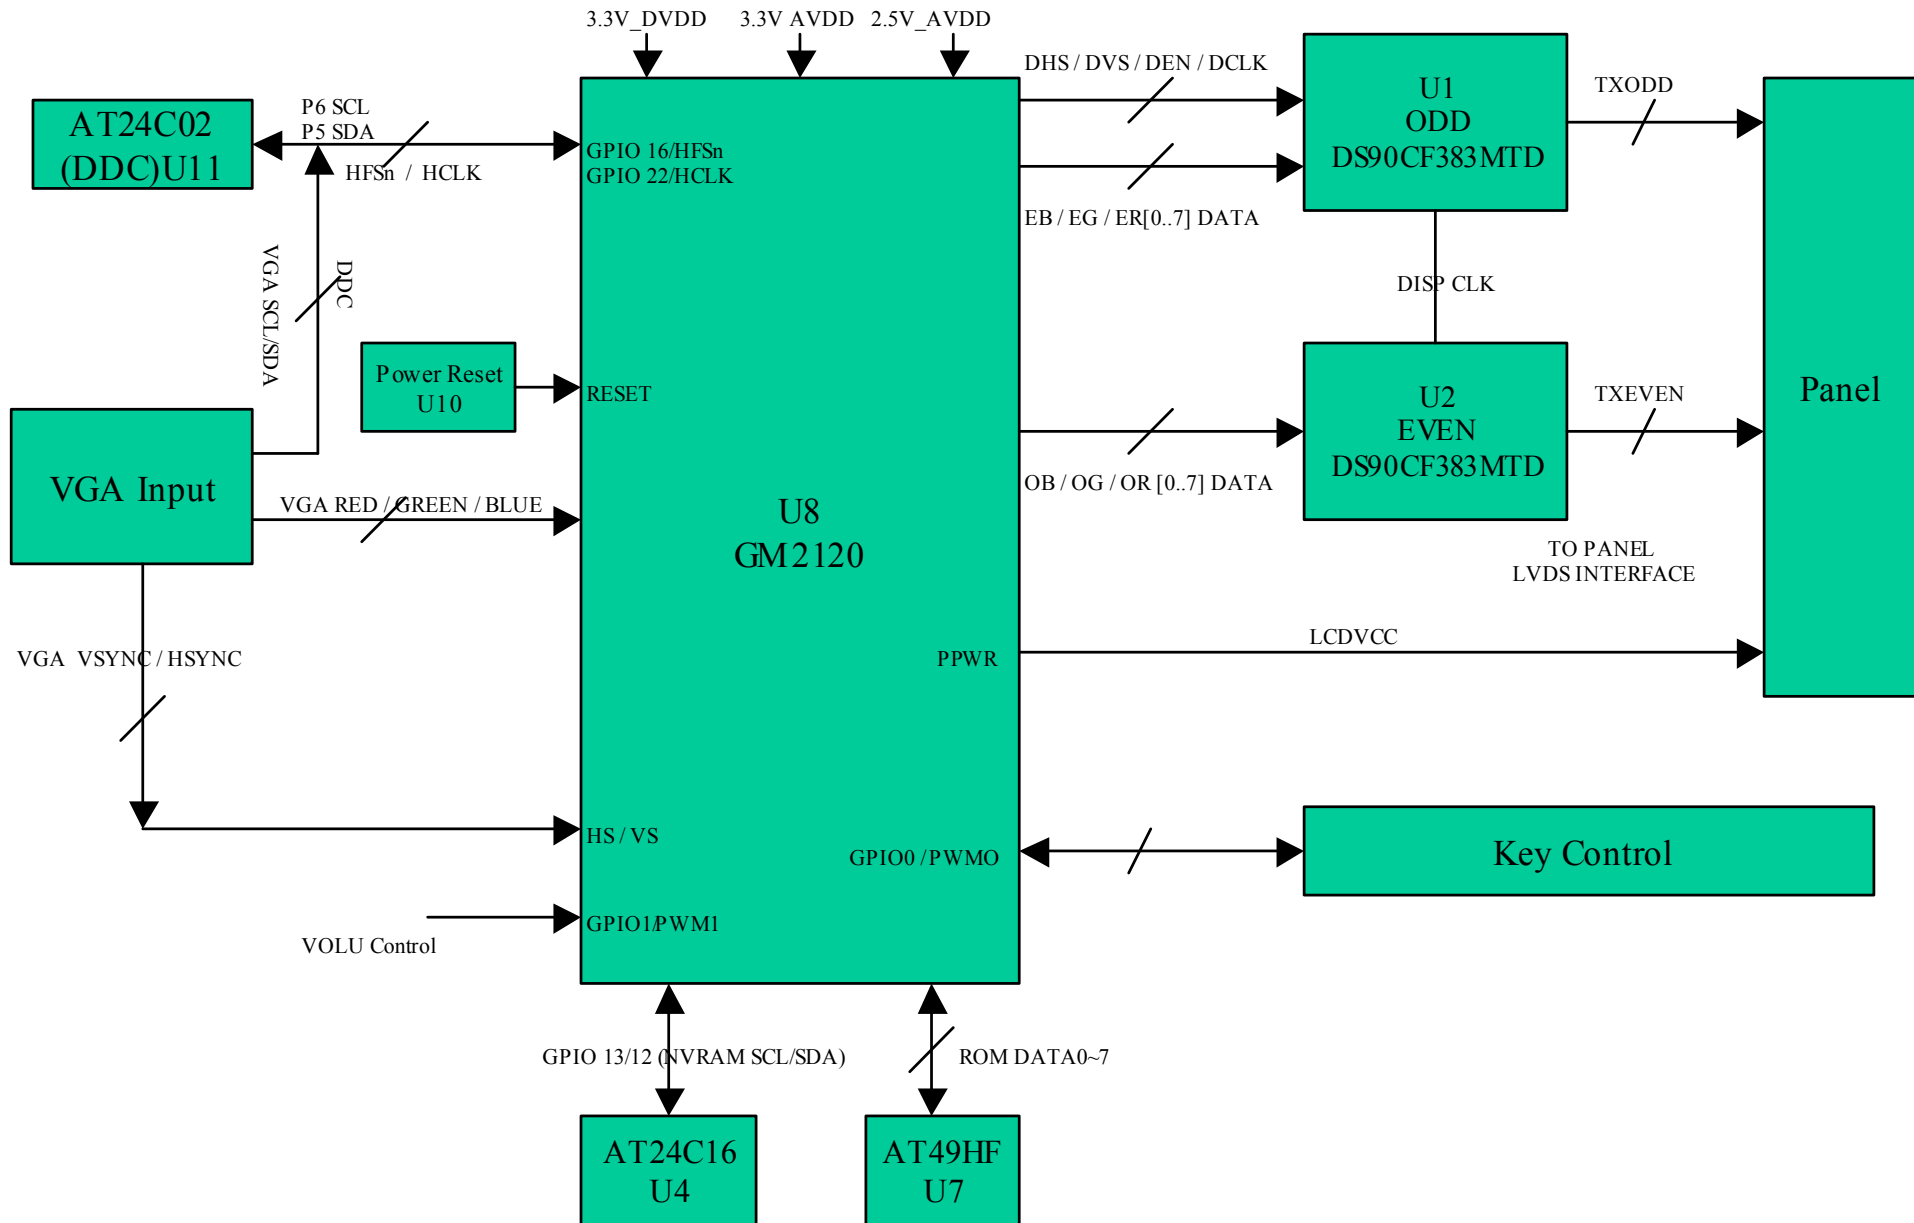 3.3V_DVDD
3.3V AVDD
2.5V_AVDD
AT24C02
(DDC)U11
P6 SCL
P5 SDA
HFSn / HCLK
GPIO 16/HFSn
GPIO 22/HCLK
DHS / DVS / DEN / DCLK
EB / EG / ER[0..7] DATA
U1
ODD
DS90CF383MTD
TXODD
VGA SCL/SDA
DDC
DISP CLK
Power Reset
U10
RESET
U2
EVEN
DS90CF383MTD
TXEVEN
Panel
VGA Input
VGA RED / GREEN / BLUE
U8
GM2120
OB / OG / OR [0..7] DATA
TO PANEL
LVDS INTERFACE
VGA VSYNC / HSYNC
PPWR
LCDVCC
HS / VS
GPIO0 / PWMO
Key Control
GPIO1/PWM1
VOLU Control
GPIO 13/12 (NVRAM SCL/SDA)
ROM DATA0~7
AT24C16
U4
AT49HF
U7